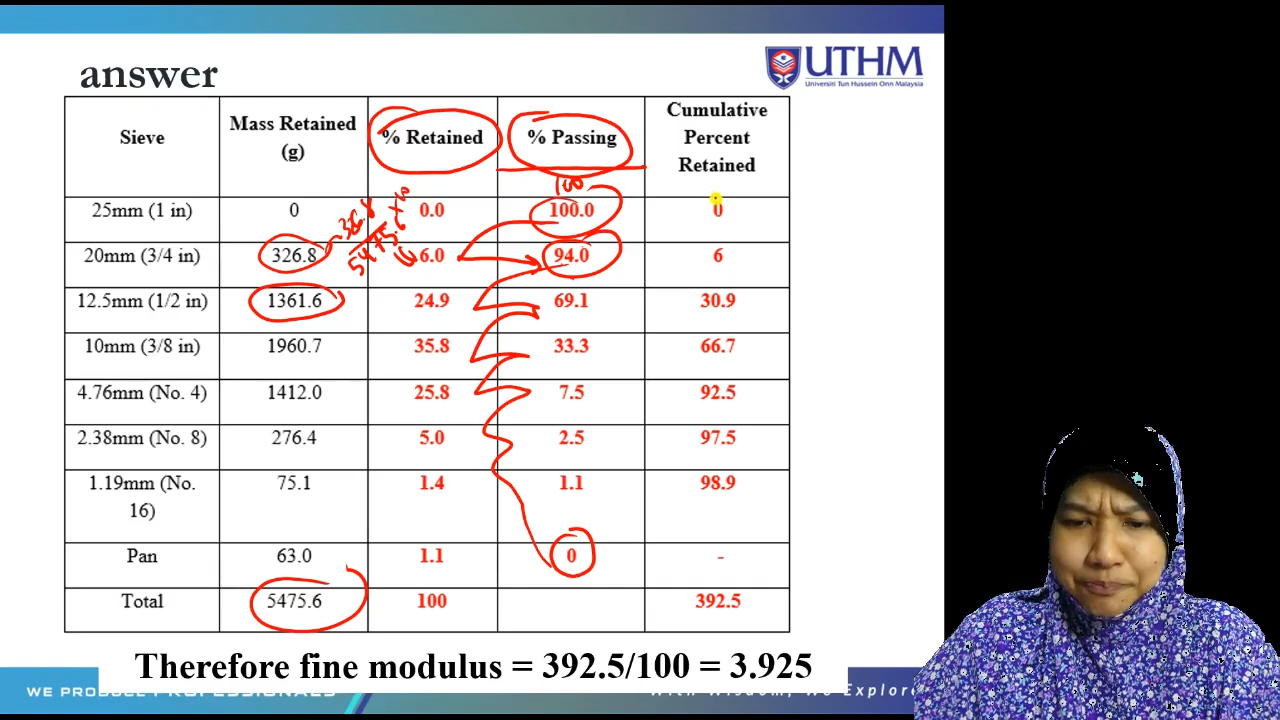 answer
UTHM
Universiti Tun Hussein Onn Malaysia
Sieve
Mass Retained
(g)
% Retained
% Passing
Cumulative
Percent
Retained
100
25mm (1 in) 0 0.0 100.0 0
326.8
5475.6 × 100
20mm (3/4 in) 326.8 6.0 94.0 6
12.5mm (1/2 in) 1361.6 24.9 69.1 30.9
10mm (3/8 in) 1960.7 35.8 33.3 66.7
4.76mm (No. 4) 1412.0 25.8 7.5 92.5
2.38mm (No. 8) 276.4 5.0 2.5 97.5
1.19mm (No. 75.1 1.4 1.1 98.9
16)
Pan 63.0 1.1 0 -
Total 5475.6 100 392.5
Therefore fine modulus = 392.5/100 = 3.925
WE PRODUCE PROFESSIONALS
With Wisdom, We Explore